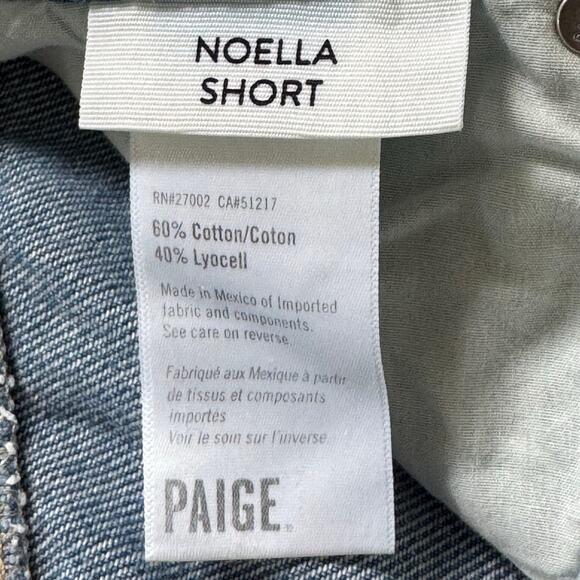 NOELLA
SHORT
RN#27002 CA#51217
60% Cotton/Coton
40% Lyocell
Made in Mexico of Imported
fabric and components.
See care on reverse.
Fabriqué aux Mexique à partir
de tissus et composants
importés
Voir le soin sur l'inverse
PAIGE